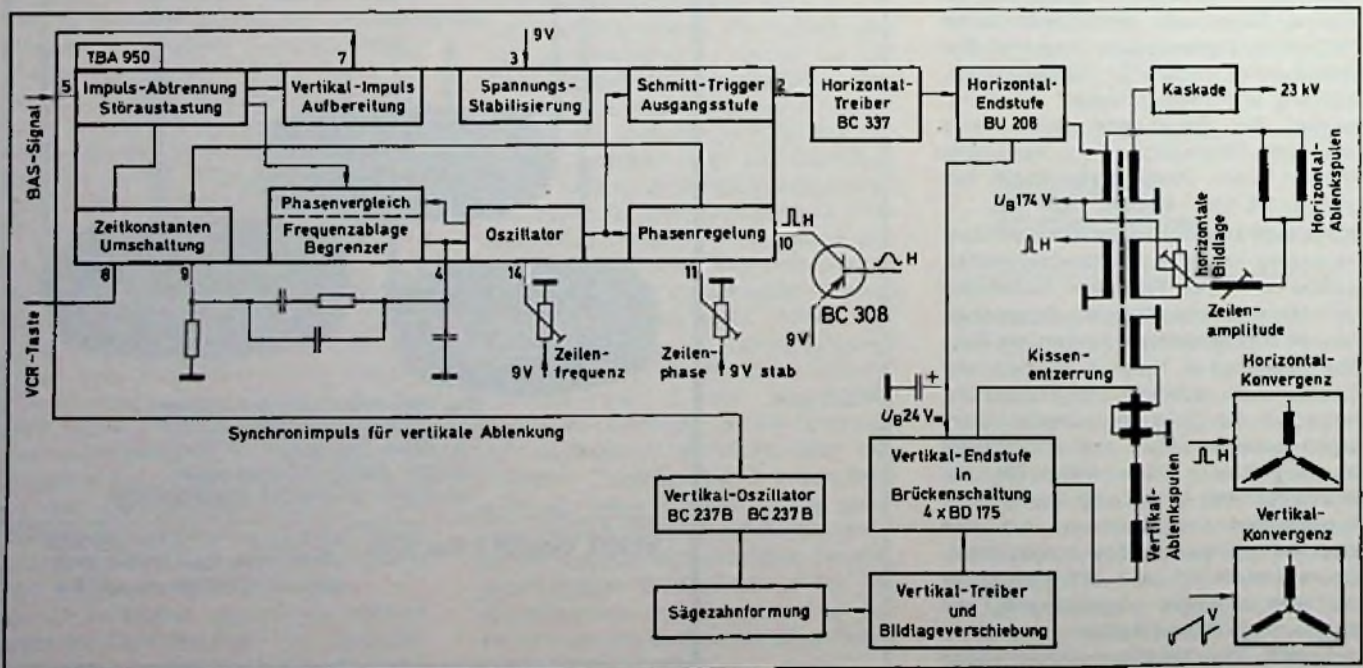 TBA 950
7
9V
3
5
Impuls-Abtrennung
Störaustastung
Vertikal-Impuls
Aufbereitung
Spannungs-
Stabilisierung
Schmitt-Trigger
Ausgangsstufe
2
Horizontal-
Treiber
BC 337
Horizontal-
Endstufe
BU 208
Kaskade
23 kV
BAS-Signal
Zeitkonstanten
Umschaltung
Phasenvergleich
Frequenzablage
Begrenzer
Oszillator
Phasenregelung
H
10
8
9
4
14
11
H
BC 308
9V
UB 174 V
H
horizontale
Bildlage
Horizontal-
Ablenkspulen
Zeilen-
amplitude
VCR-Taste
Zeilen-
frequenz
9V
Zeilen-
phase
9V stab
Kissen-
entzerrung
Horizontal-
Konvergenz
+
UB 24 V=
H
Synchronimpuls für vertikale Ablenkung
Vertikal-Oszillator
BC 237B BC 237B
Vertikal-Endstufe
in
Brückenschaltung
4 x BD 175
Vertikal-
Ablenkspulen
Vertikal-
Konvergenz
V
Sägezahnformung
Vertikal-Treiber
und
Bildlageverschiebung